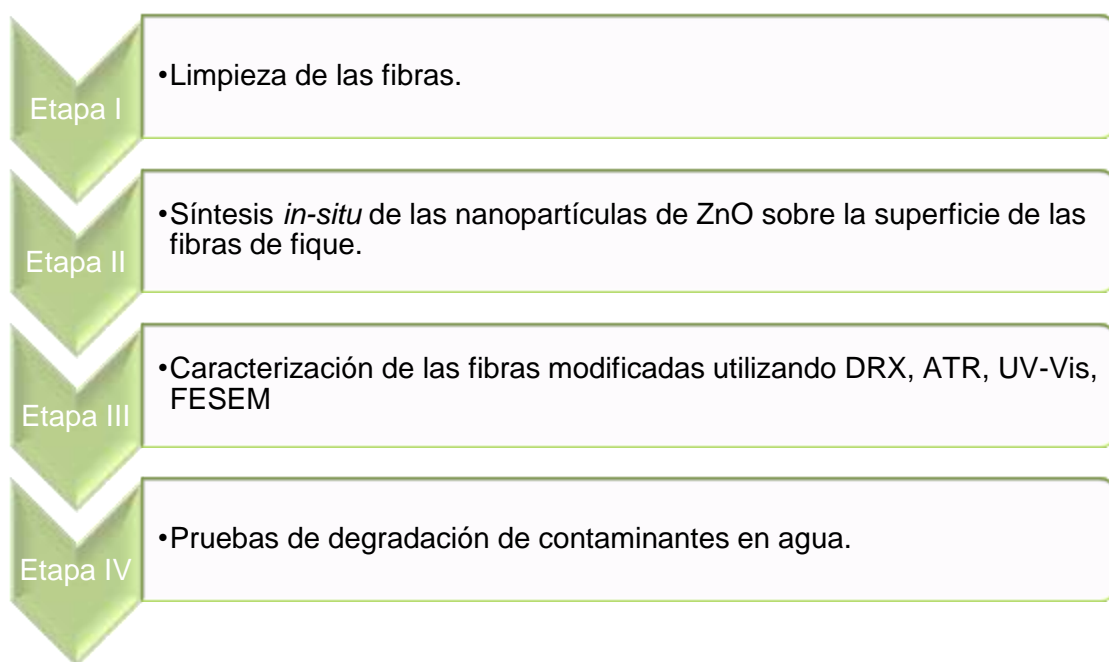 Etapa I
•Limpieza de las fibras.
Etapa II
•Síntesis in-situ de las nanopartículas de ZnO sobre la superficie de las
fibras de fique.
Etapa III
•Caracterización de las fibras modificadas utilizando DRX, ATR, UV-Vis,
FESEM
Etapa IV
•Pruebas de degradación de contaminantes en agua.